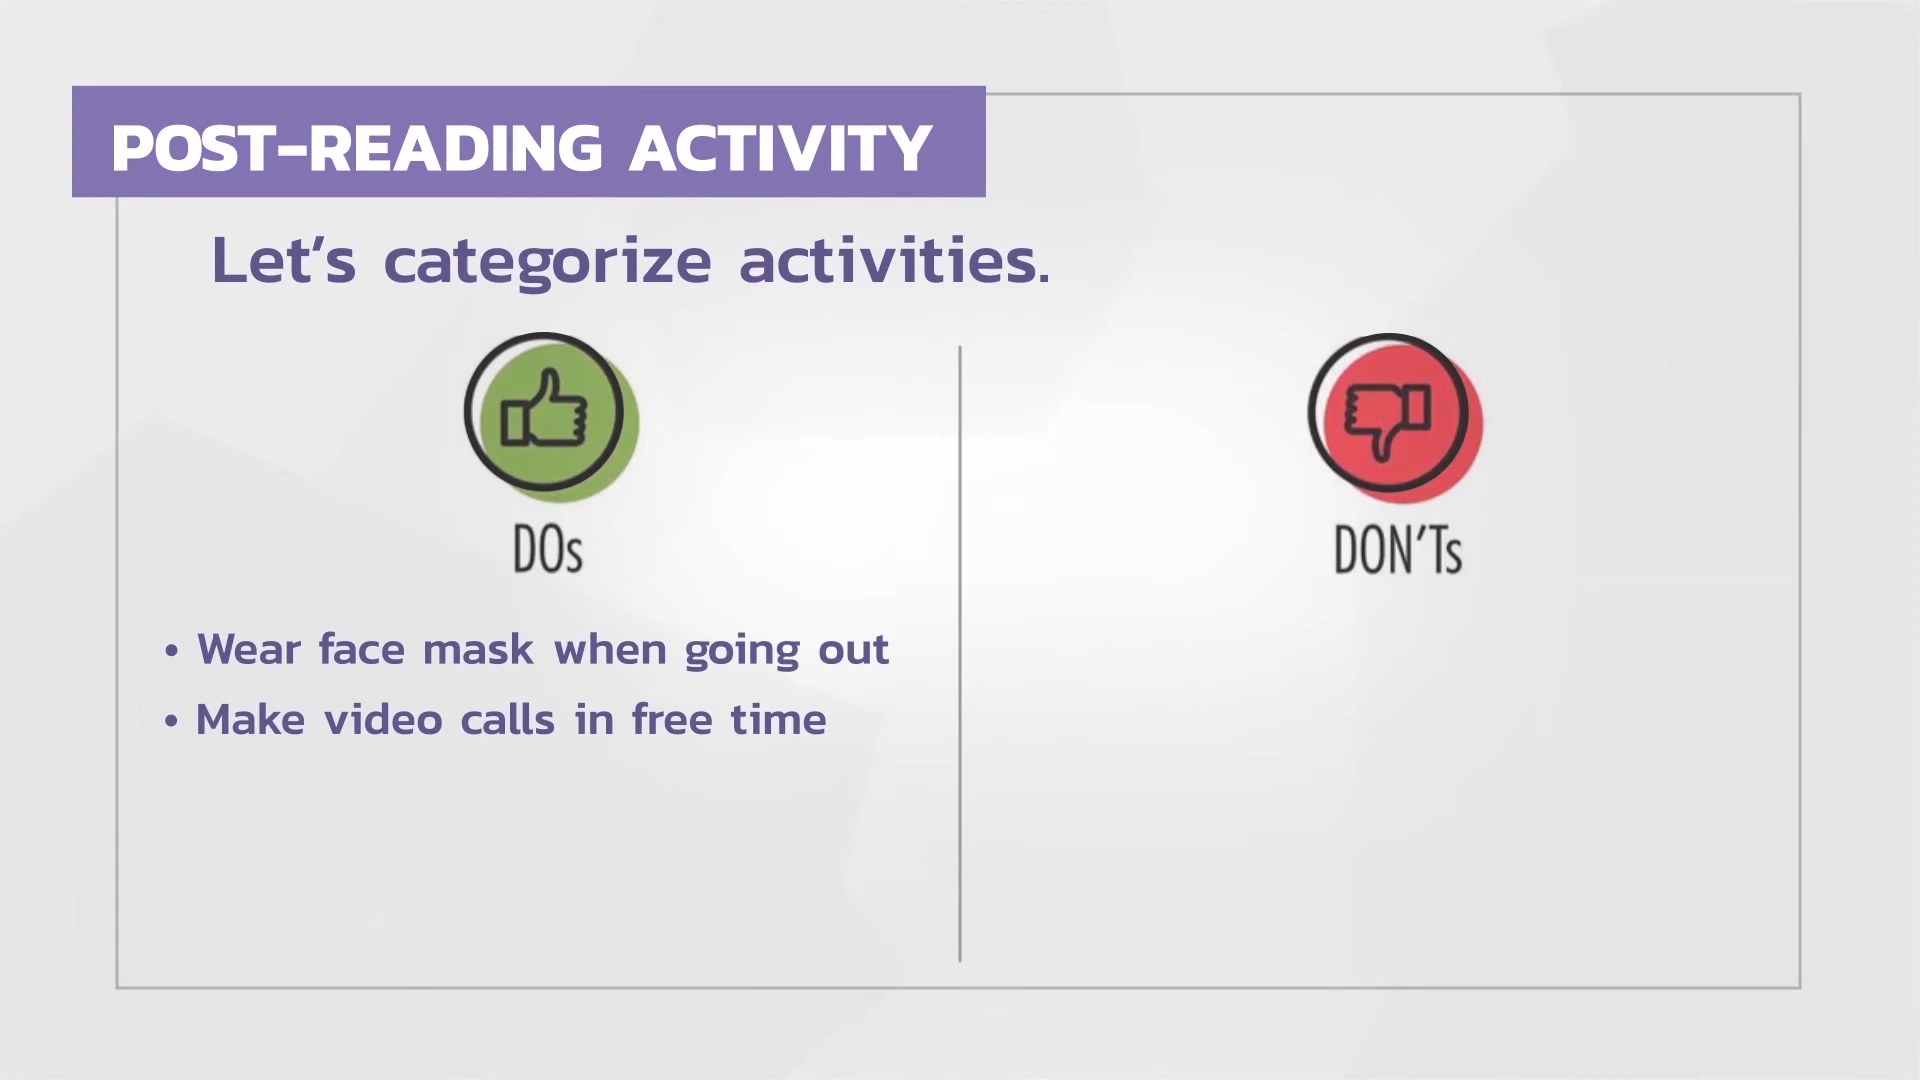 POST-READING ACTIVITY
Let's categorize activities.
DOs
• Wear face mask when going out
• Make video calls in free time
DON'Ts